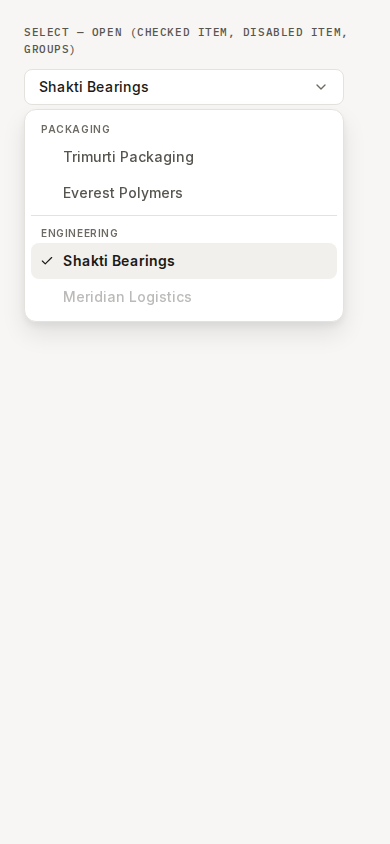 SELECT — OPEN (CHECKED ITEM, DISABLED ITEM,
GROUPS)
Shakti Bearings
PACKAGING
Trimurti Packaging
Everest Polymers
ENGINEERING
Shakti Bearings
Meridian Logistics